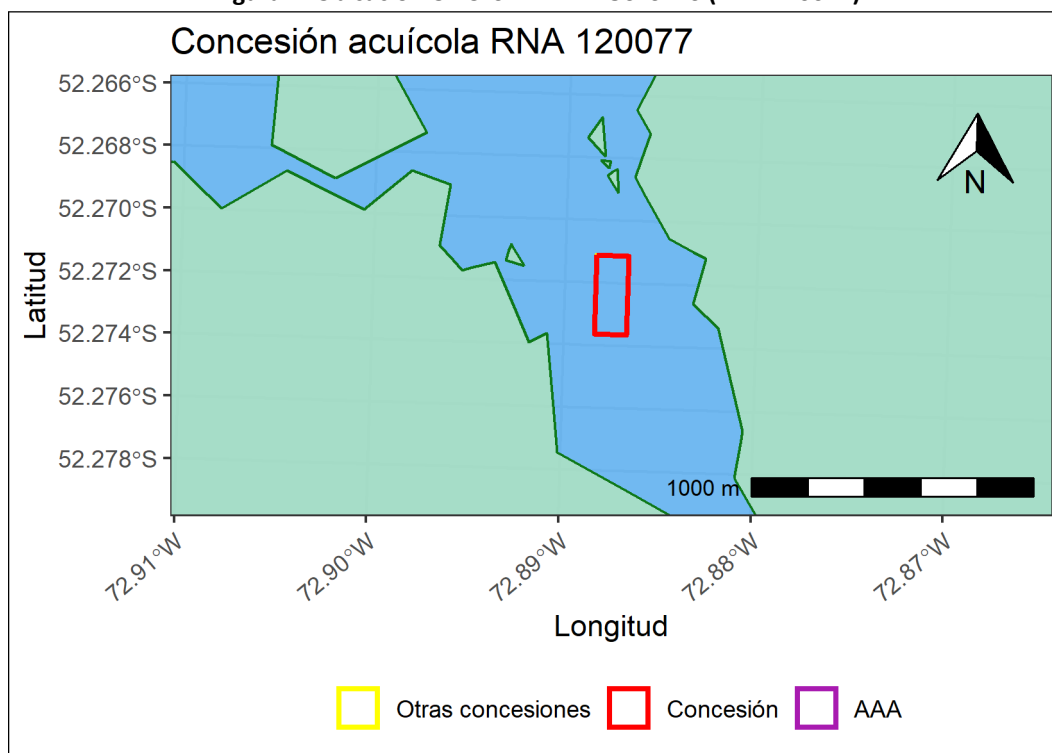 Concesión acuícola RNA 120077
52.266°S
52.268°S
52.270°S
52.272°S
52.274°S
52.276°S
52.278°S
Latitud
N
1000 m
72.91°W
72.90°W
72.89°W
72.88°W
72.87°W
Longitud
Otras concesiones
Concesión
AAA